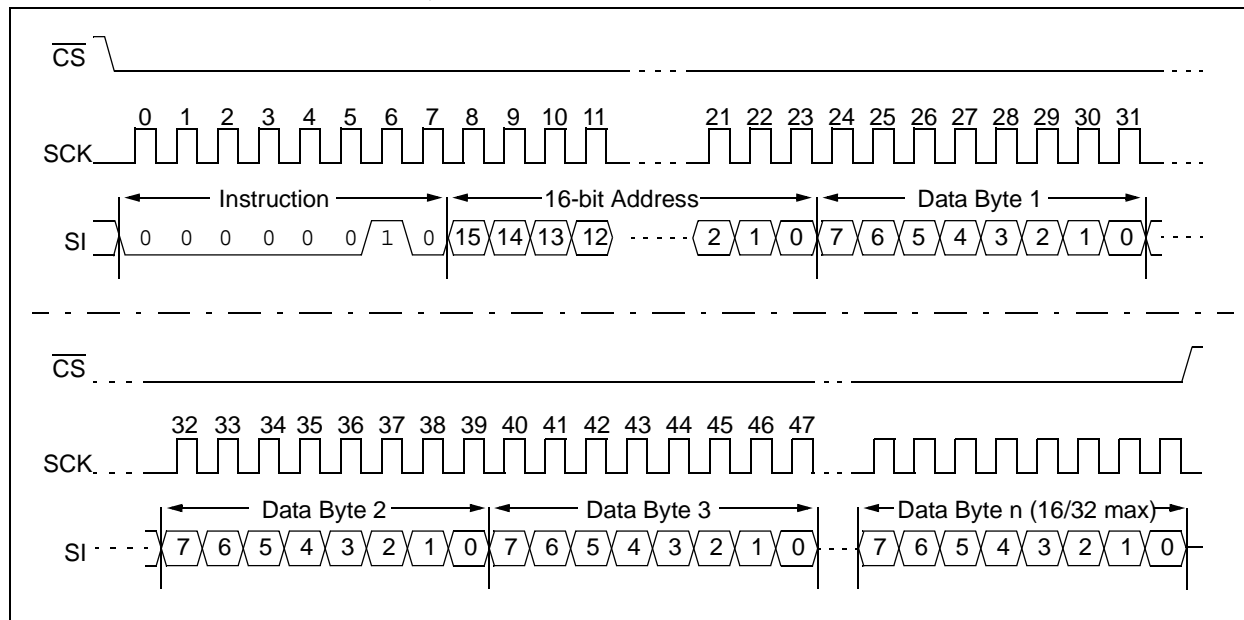 CS
0 1 2 3 4 5 6 7 8 9 10 11 21 22 23 24 25 26 27 28 29 30 31
SCK
Instruction 16-bit Address Data Byte 1
SI 0 0 0 0 0 0 1 0 15 14 13 12 2 1 0 7 6 5 4 3 2 1 0
CS
32 33 34 35 36 37 38 39 40 41 42 43 44 45 46 47
SCK
Data Byte 2 Data Byte 3 Data Byte n (16/32 max)
SI 7 6 5 4 3 2 1 0 7 6 5 4 3 2 1 0 7 6 5 4 3 2 1 0